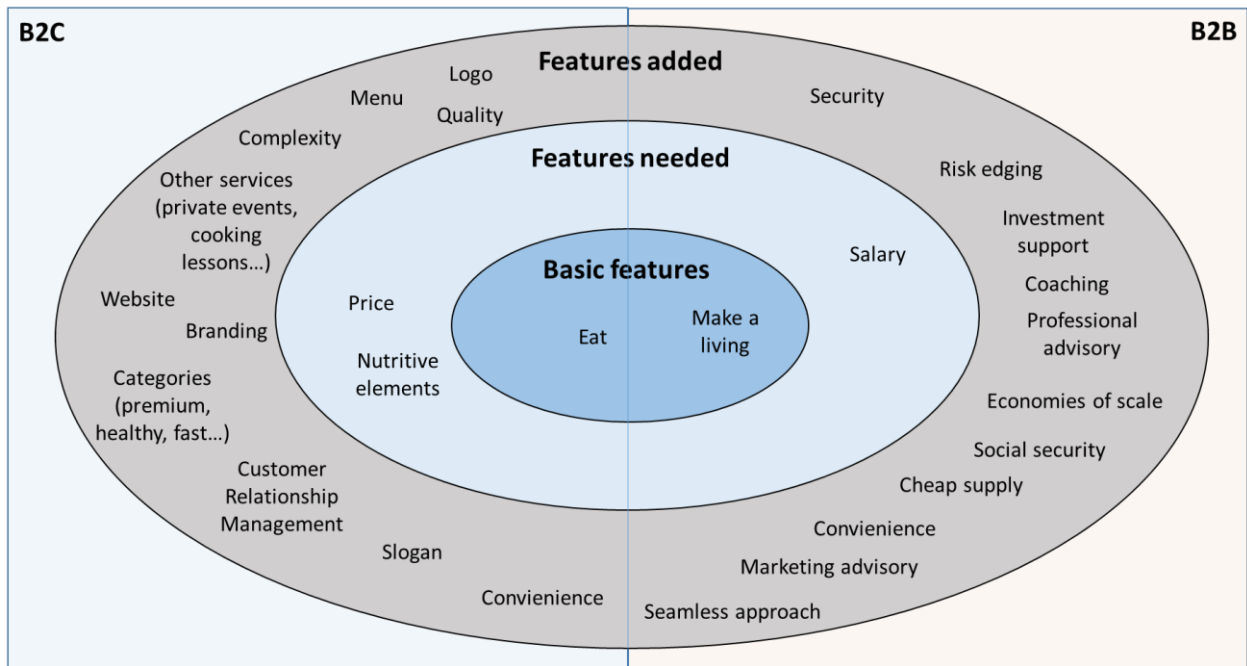 B2C
B2B
Features added
Logo
Menu
Quality
Complexity
Other services
(private events,
cooking
lessons...)
Website
Branding
Categories
(premium,
healthy, fast...)
Customer
Relationship
Management
Slogan
Convienience
Features needed
Price
Nutritive
elements
Salary
Basic features
Eat
Make a
living
Security
Risk edging
Investment
support
Coaching
Professional
advisory
Economies of scale
Social security
Cheap supply
Convienience
Marketing advisory
Seamless approach